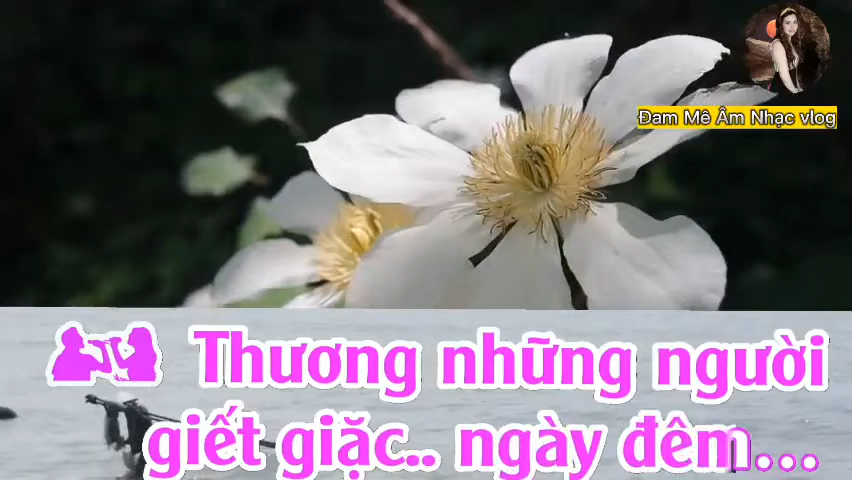 Đam Mê Âm Nhạc vlog
Thương những người
giết giặc.. ngày đêm...